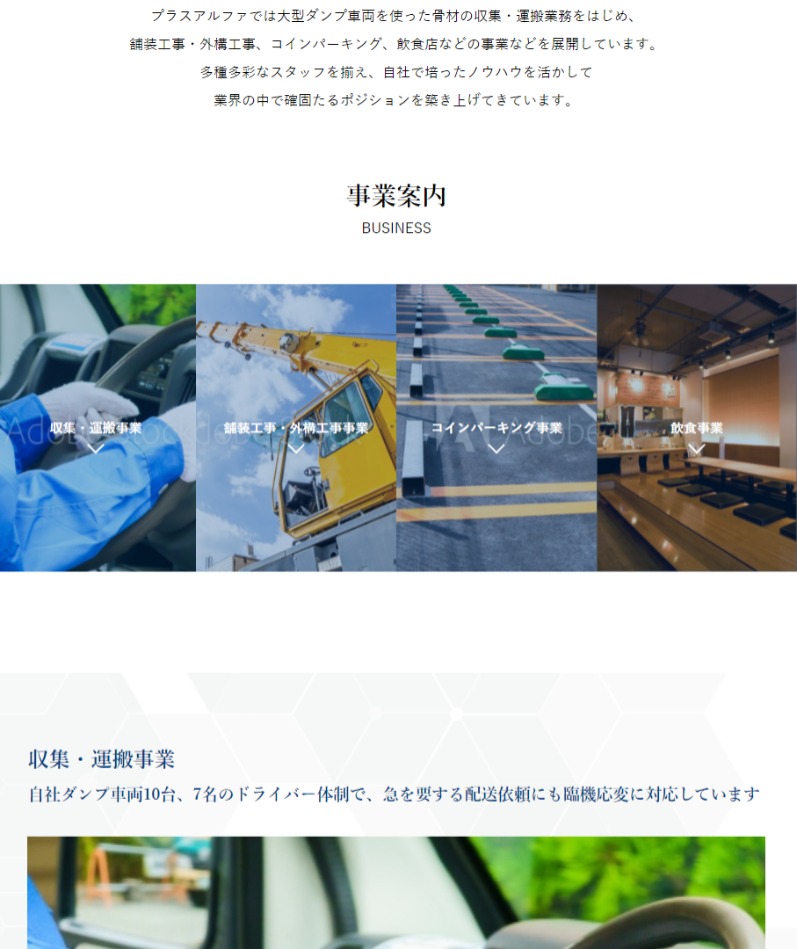 プラスアルファでは大型ダンプ車両を使った骨材の収集・運搬業務をはじめ、
舗装工事・外構工事、コインパーキング、飲食店などの事業などを展開しています。
多種多彩なスタッフを揃え、自社で培ったノウハウを活かして
業界の中で確固たるポジションを築き上げてきています。
事業案内
BUSINESS
収集・運搬事業
舗装工事・外構工事事業
コインパーキング事業
飲食事業
収集・運搬事業
自社ダンプ車両10台、7名のドライバー体制で、急を要する配送依頼にも臨機応変に対応しています